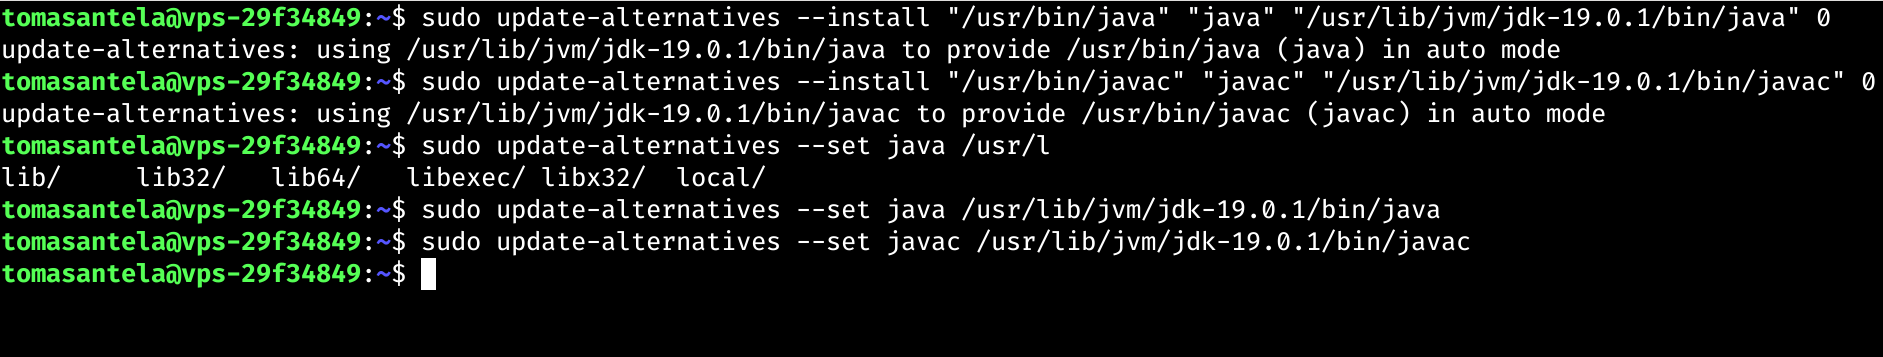 tomasantela@vps-29f34849:~$ sudo update-alternatives --install "/usr/bin/java" "java" "/usr/lib/jvm/jdk-19.0.1/bin/java" 0
update-alternatives: using /usr/lib/jvm/jdk-19.0.1/bin/java to provide /usr/bin/java (java) in auto mode
tomasantela@vps-29f34849:~$ sudo update-alternatives --install "/usr/bin/javac" "javac" "/usr/lib/jvm/jdk-19.0.1/bin/javac" 0
update-alternatives: using /usr/lib/jvm/jdk-19.0.1/bin/javac to provide /usr/bin/javac (javac) in auto mode
tomasantela@vps-29f34849:~$ sudo update-alternatives --set java /usr/l
lib/     lib32/   lib64/   libexec/ libx32/  local/
tomasantela@vps-29f34849:~$ sudo update-alternatives --set java /usr/lib/jvm/jdk-19.0.1/bin/java
tomasantela@vps-29f34849:~$ sudo update-alternatives --set javac /usr/lib/jvm/jdk-19.0.1/bin/javac
tomasantela@vps-29f34849:~$